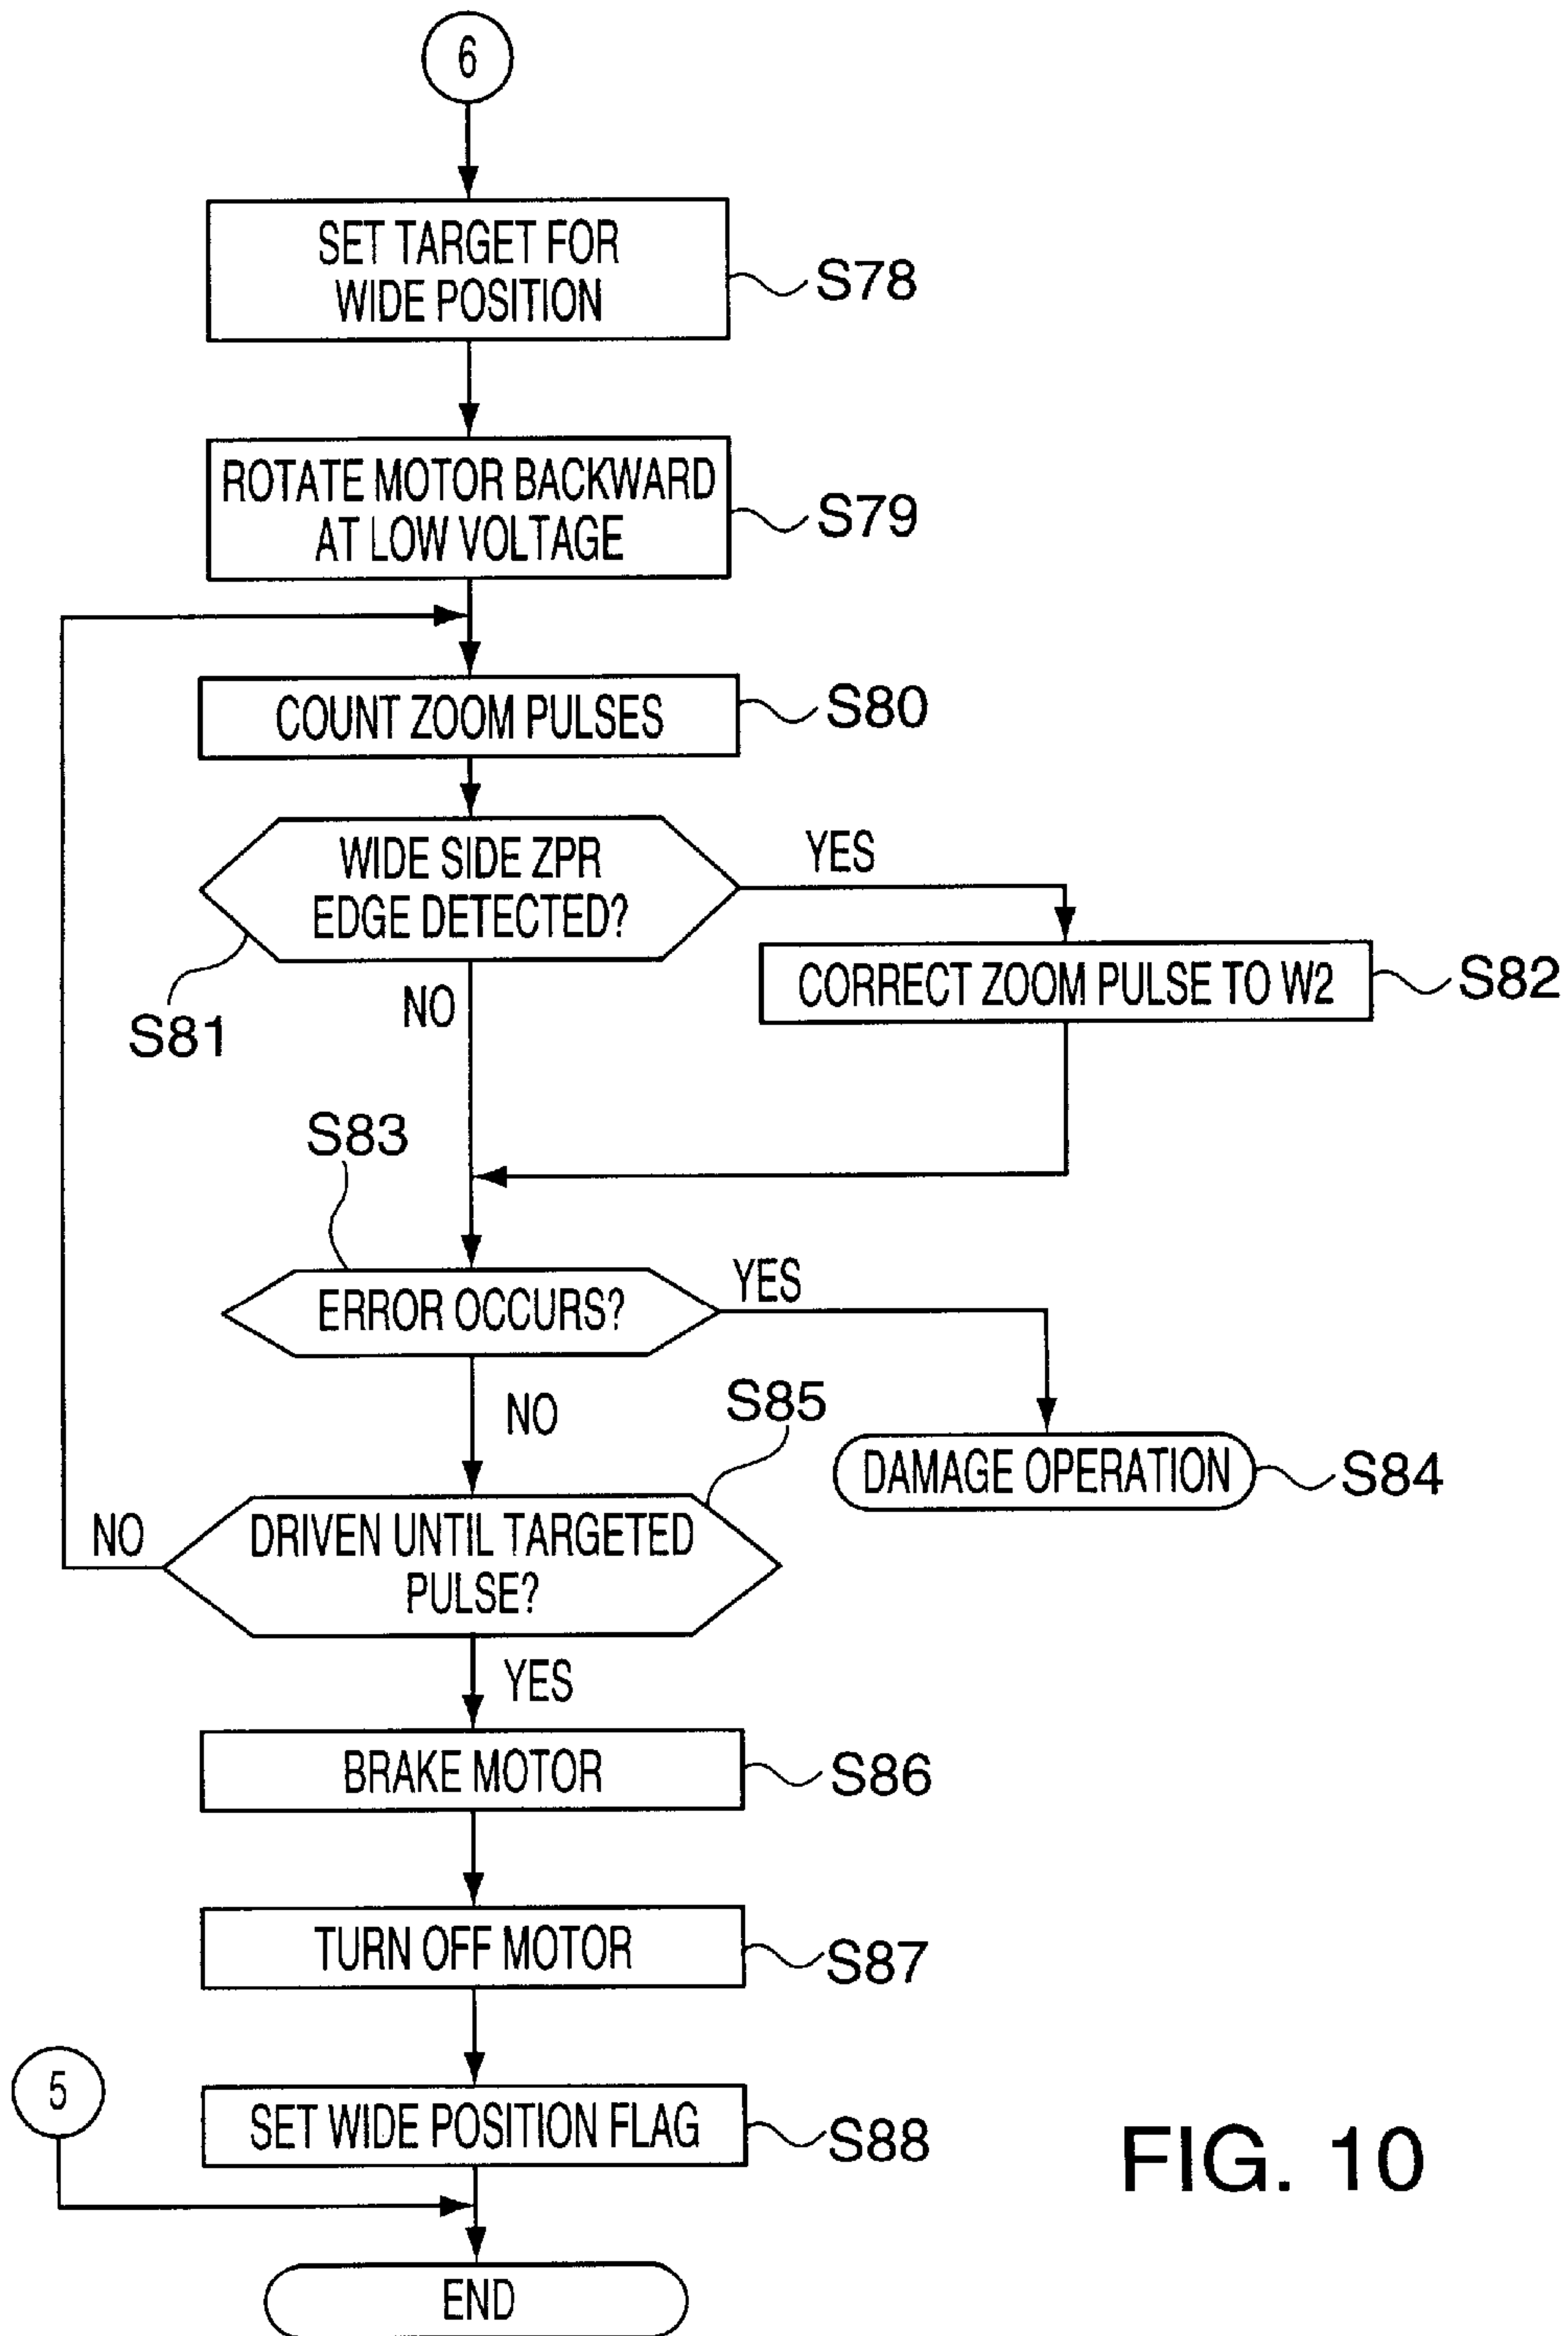 6
SET TARGET FOR
WIDE POSITION
S78
ROTATE MOTOR BACKWARD
AT LOW VOLTAGE
S79
COUNT ZOOM PULSES
S80
WIDE SIDE ZPR
EDGE DETECTED?
YES
S81
NO
CORRECT ZOOM PULSE TO W2
S82
S83
ERROR OCCURS?
YES
NO
S85
DAMAGE OPERATION
S84
NO
DRIVEN UNTIL TARGETED
PULSE?
YES
BRAKE MOTOR
S86
TURN OFF MOTOR
S87
5
SET WIDE POSITION FLAG
S88
END
FIG. 10